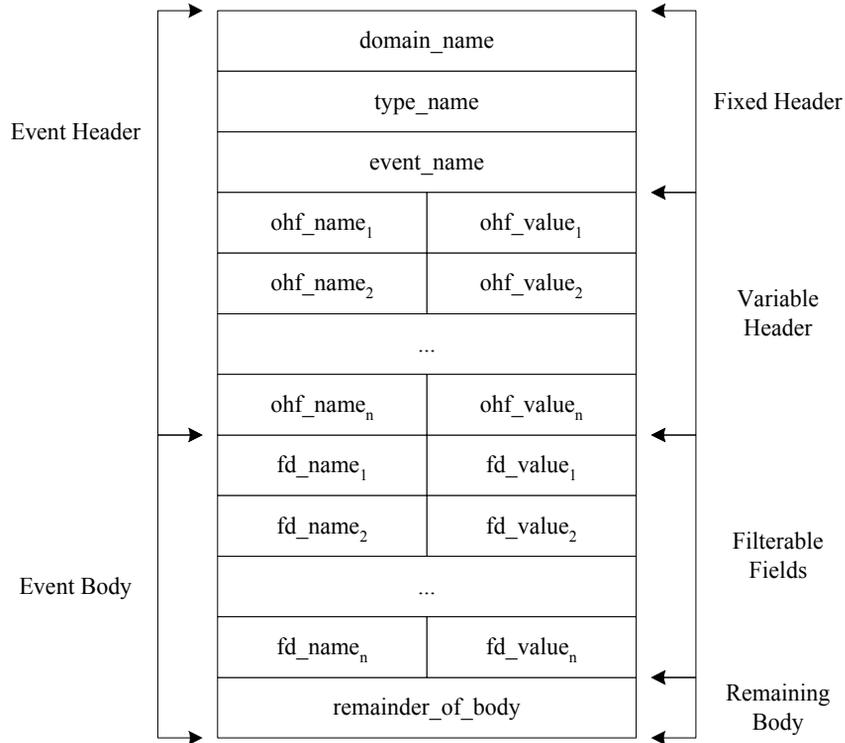 domain_name
type_name
Fixed Header
Event Header
event_name
ohf_name₁ ohf_value₁
ohf_name₂ ohf_value₂
Variable
Header
...
ohf_nameₙ ohf_valueₙ
fd_name₁ fd_value₁
fd_name₂ fd_value₂
Filterable
Fields
Event Body
...
fd_nameₙ fd_valueₙ
remainder_of_body
Remaining
Body